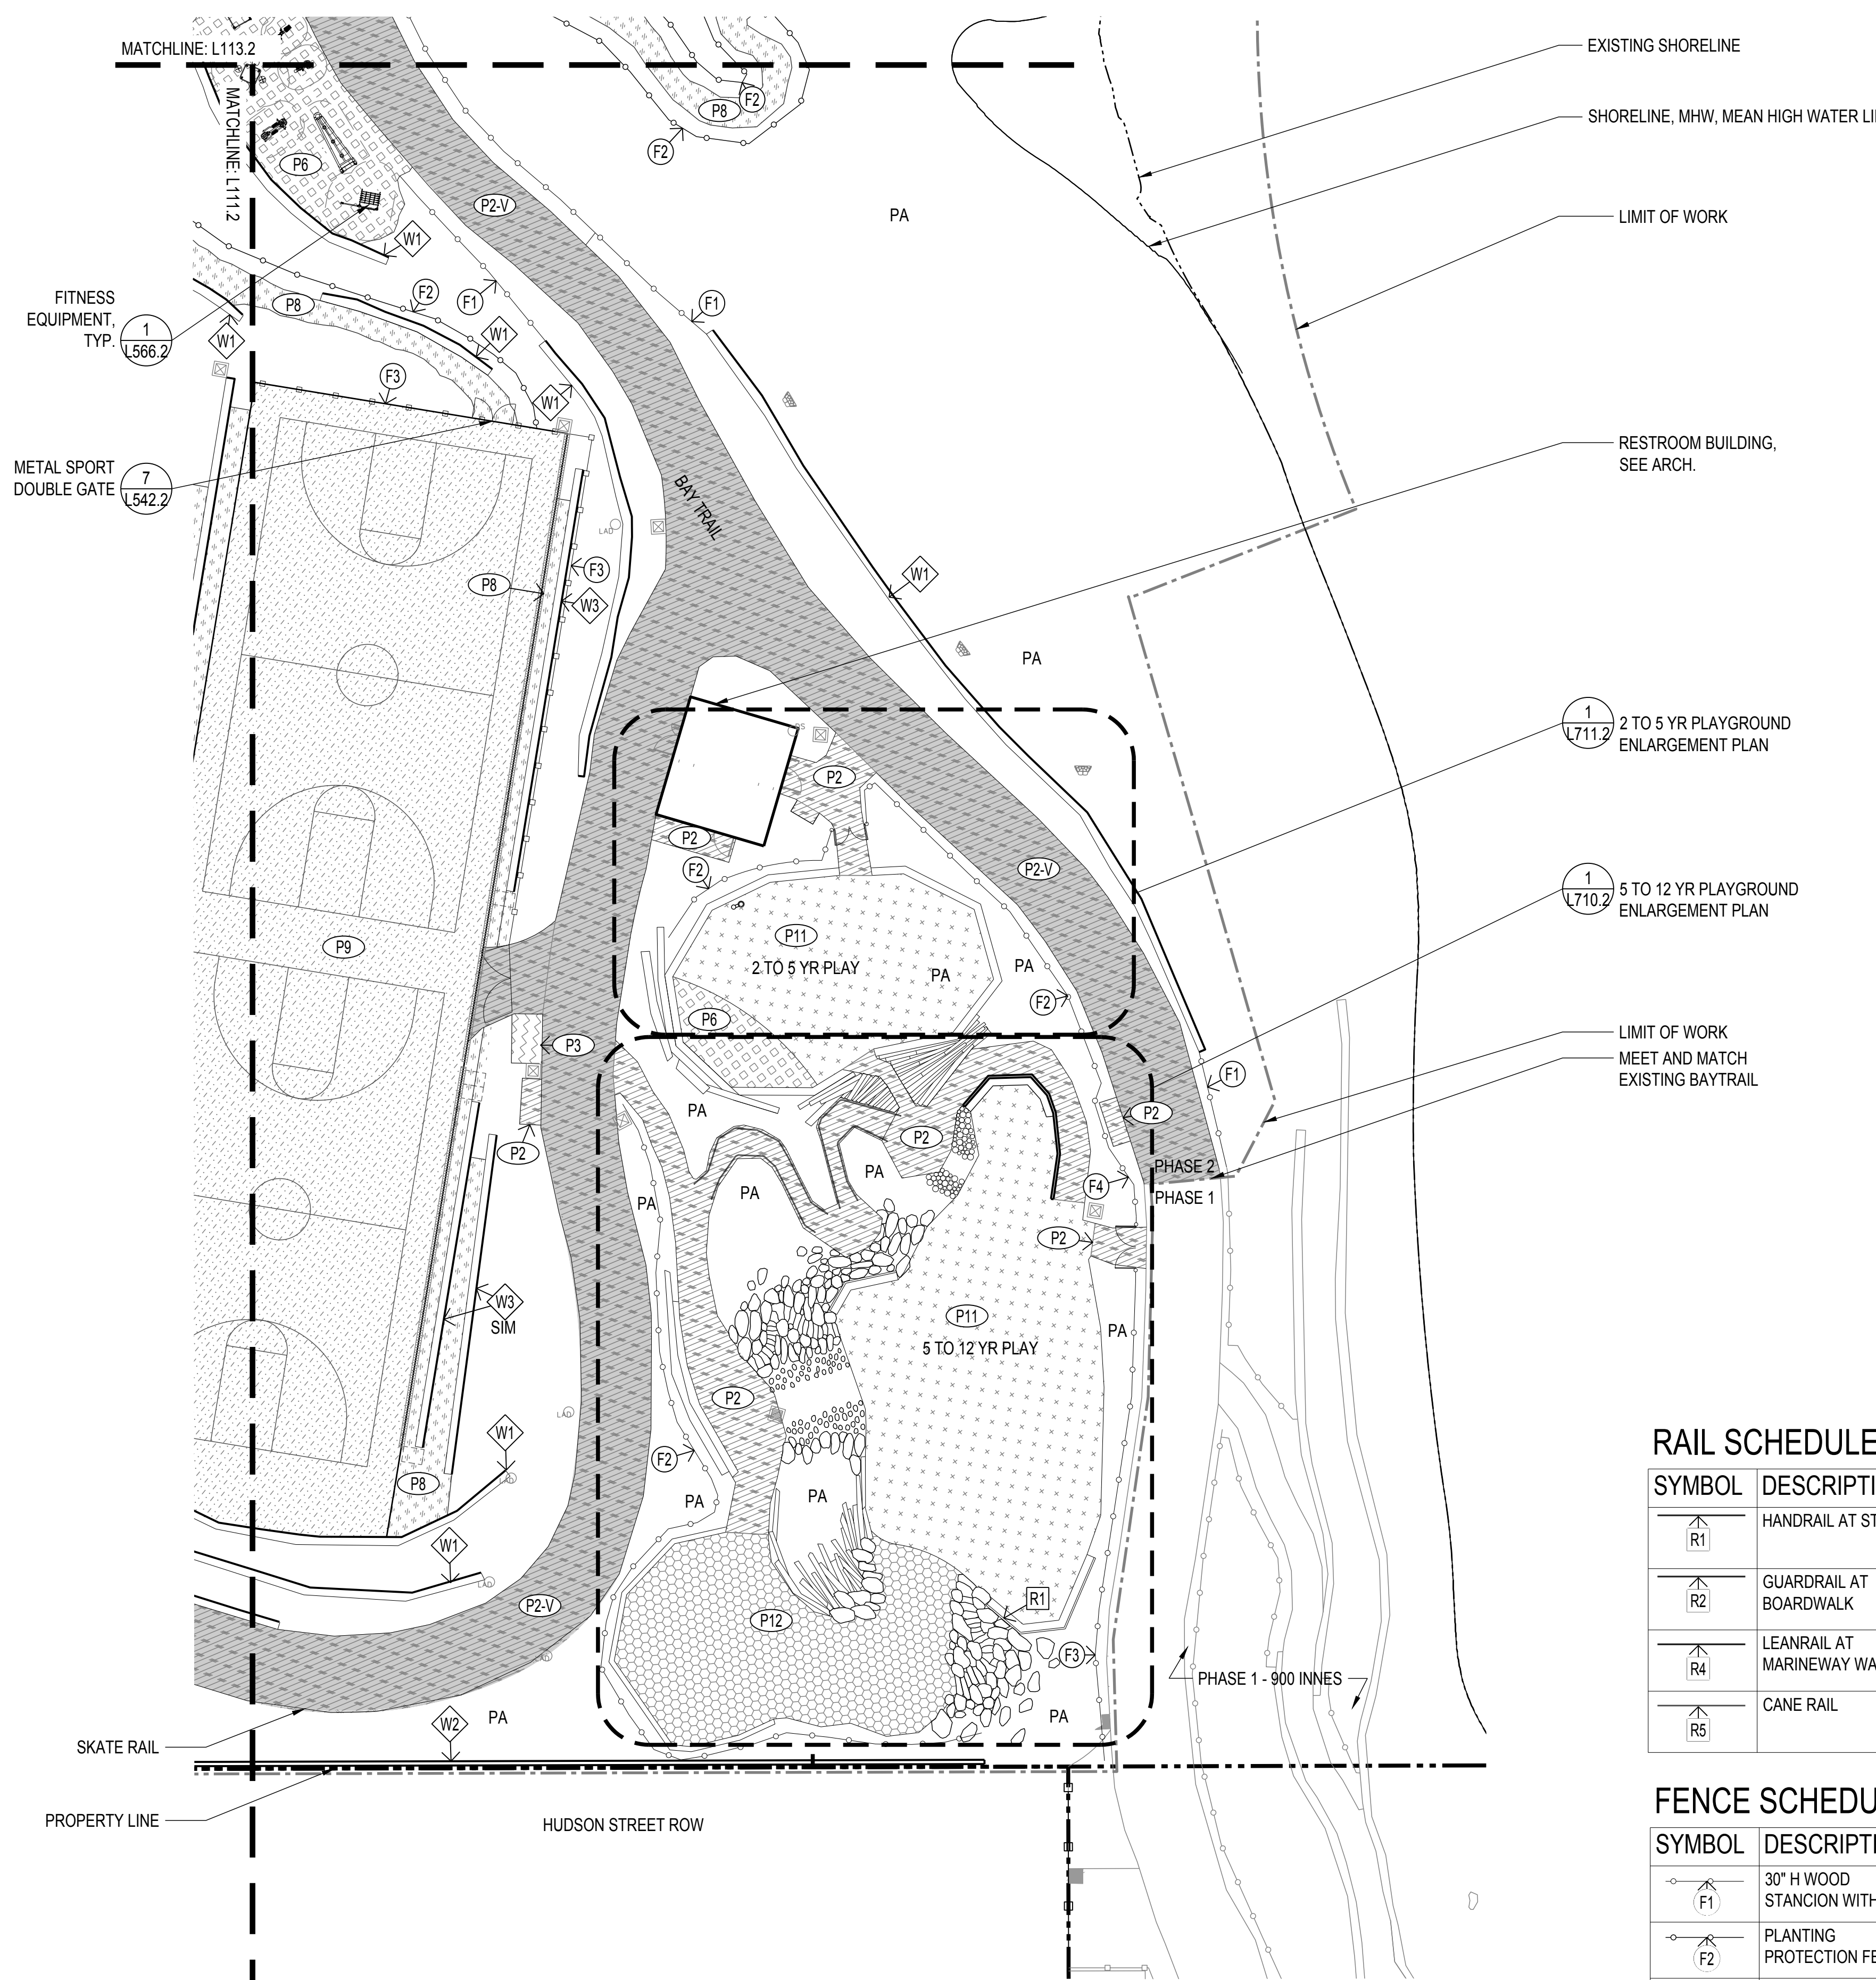 MATCHLINE: L113.2
MATCHLINE: L111.2
EXISTING SHORELINE
SHORELINE, MHW, MEAN HIGH WATER LI
LIMIT OF WORK
F2
P8
F2
P6
P2-V
PA
W1
FITNESS
EQUIPMENT,
TYP.
1
L566.2
P8
F2
F1
F1
W1
W1
F3
W1
METAL SPORT
DOUBLE GATE
7
L542.2
RESTROOM BUILDING,
SEE ARCH.
BAY TRAIL
LAD
P8
F3
W3
W1
PA
1
L711.2
2 TO 5 YR PLAYGROUND
ENLARGEMENT PLAN
P2
P2
F2
P2-V
1
L710.2
5 TO 12 YR PLAYGROUND
ENLARGEMENT PLAN
P9
P11
2 TO 5 YR PLAY
PA
PA
F2
P6
P3
LIMIT OF WORK
MEET AND MATCH
EXISTING BAYTRAIL
F1
PA
P2
P2
P2
PA
PA
PA
F4
PHASE 2
PHASE 1
P2
W3
SIM
P11
5 TO 12 YR PLAY
PA
P2
LAD
W1
F2
LAD
P8
PA
PA
W1
LAD
P2-V
P12
R1
F3
PHASE 1 - 900 INNES
W2
PA
PA
SKATE RAIL
PROPERTY LINE
HUDSON STREET ROW
RAIL SCHEDULE
SYMBOL
DESCRIPTI
R1
HANDRAIL AT ST
R2
GUARDRAIL AT
BOARDWALK
R4
LEANRAIL AT
MARINEWAY WA
R5
CANE RAIL
FENCE SCHEDU
SYMBOL
DESCRIPTI
F1
30" H WOOD
STANCION WITH
F2
PLANTING
PROTECTION FE